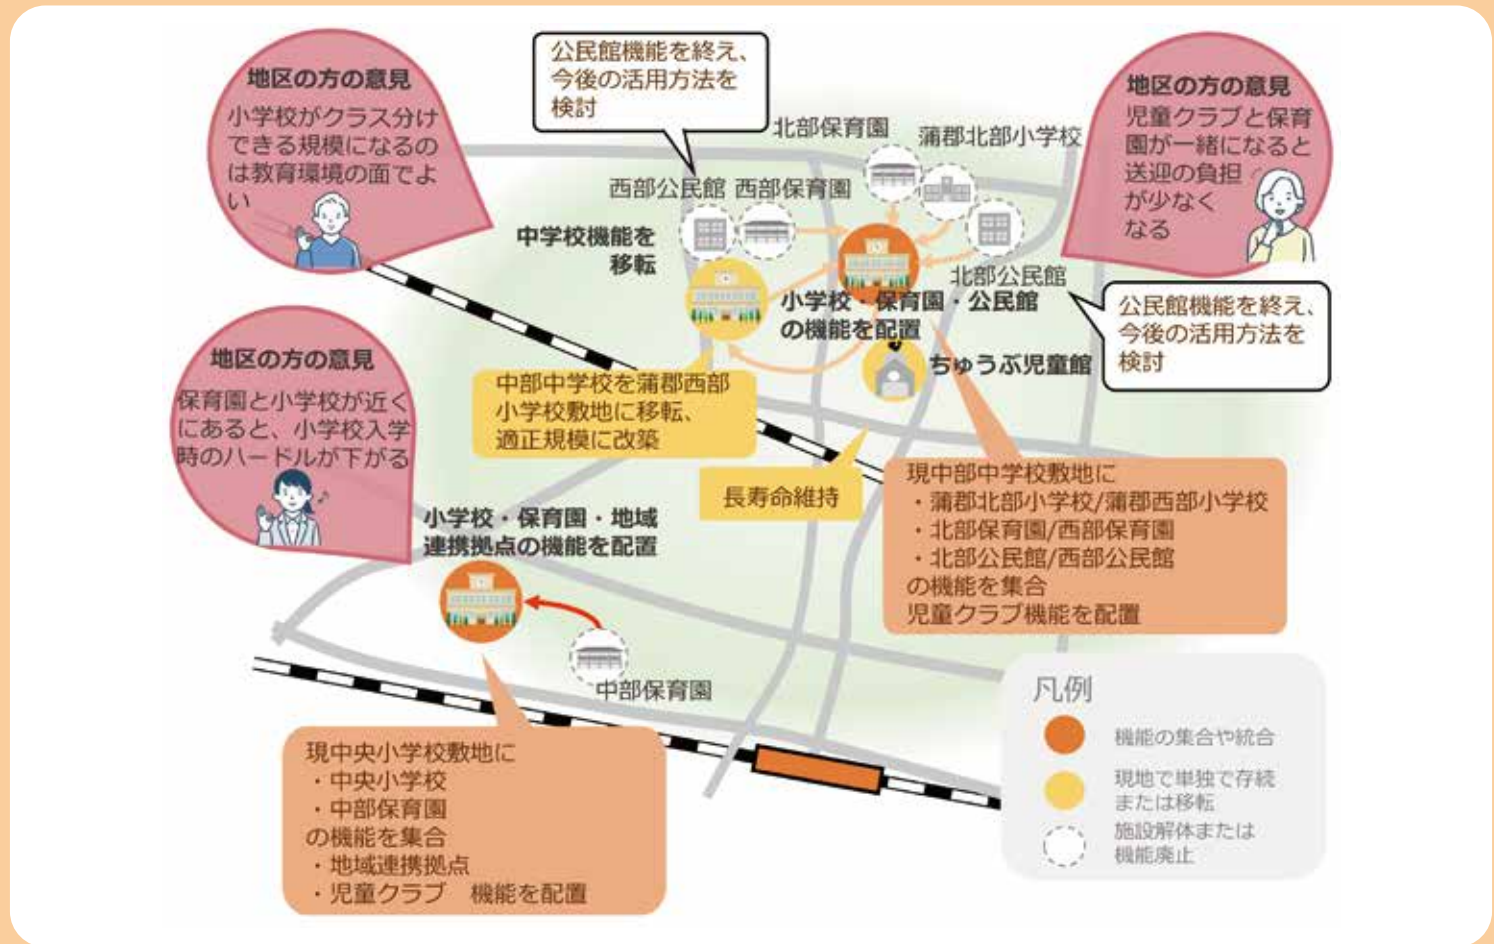 地区の方の意見
小学校がクラス分け
できる規模になるの
は教育環境の面でよ
い
公民館機能を終え、
今後の活用方法を
検討
地区の方の意見
児童クラブと保育
園が一緒になると
送迎の負担
が少なく
なる
北部保育園
蒲郡北部小学校
西部公民館
西部保育園
中学校機能を
移転
北部公民館
小学校・保育園・公民館
の機能を配置
公民館機能を終え、
今後の活用方法を
検討
ちゅうぶ児童館
中部中学校を蒲郡西部
小学校敷地に移転、
適正規模に改築
長寿命維持
地区の方の意見
保育園と小学校が近く
にあると、小学校入学
時のハードルが下がる
現中部中学校敷地に
・蒲郡北部小学校/蒲郡西部小学校
・北部保育園/西部保育園
・北部公民館/西部公民館
の機能を集合
児童クラブ機能を配置
小学校・保育園・地域
連携拠点の機能を配置
中部保育園
現中央小学校敷地に
・中央小学校
・中部保育園
の機能を集合
・地域連携拠点
・児童クラブ　機能を配置
凡例
機能の集合や統合
現地で単独で存続
または移転
施設解体または
機能廃止